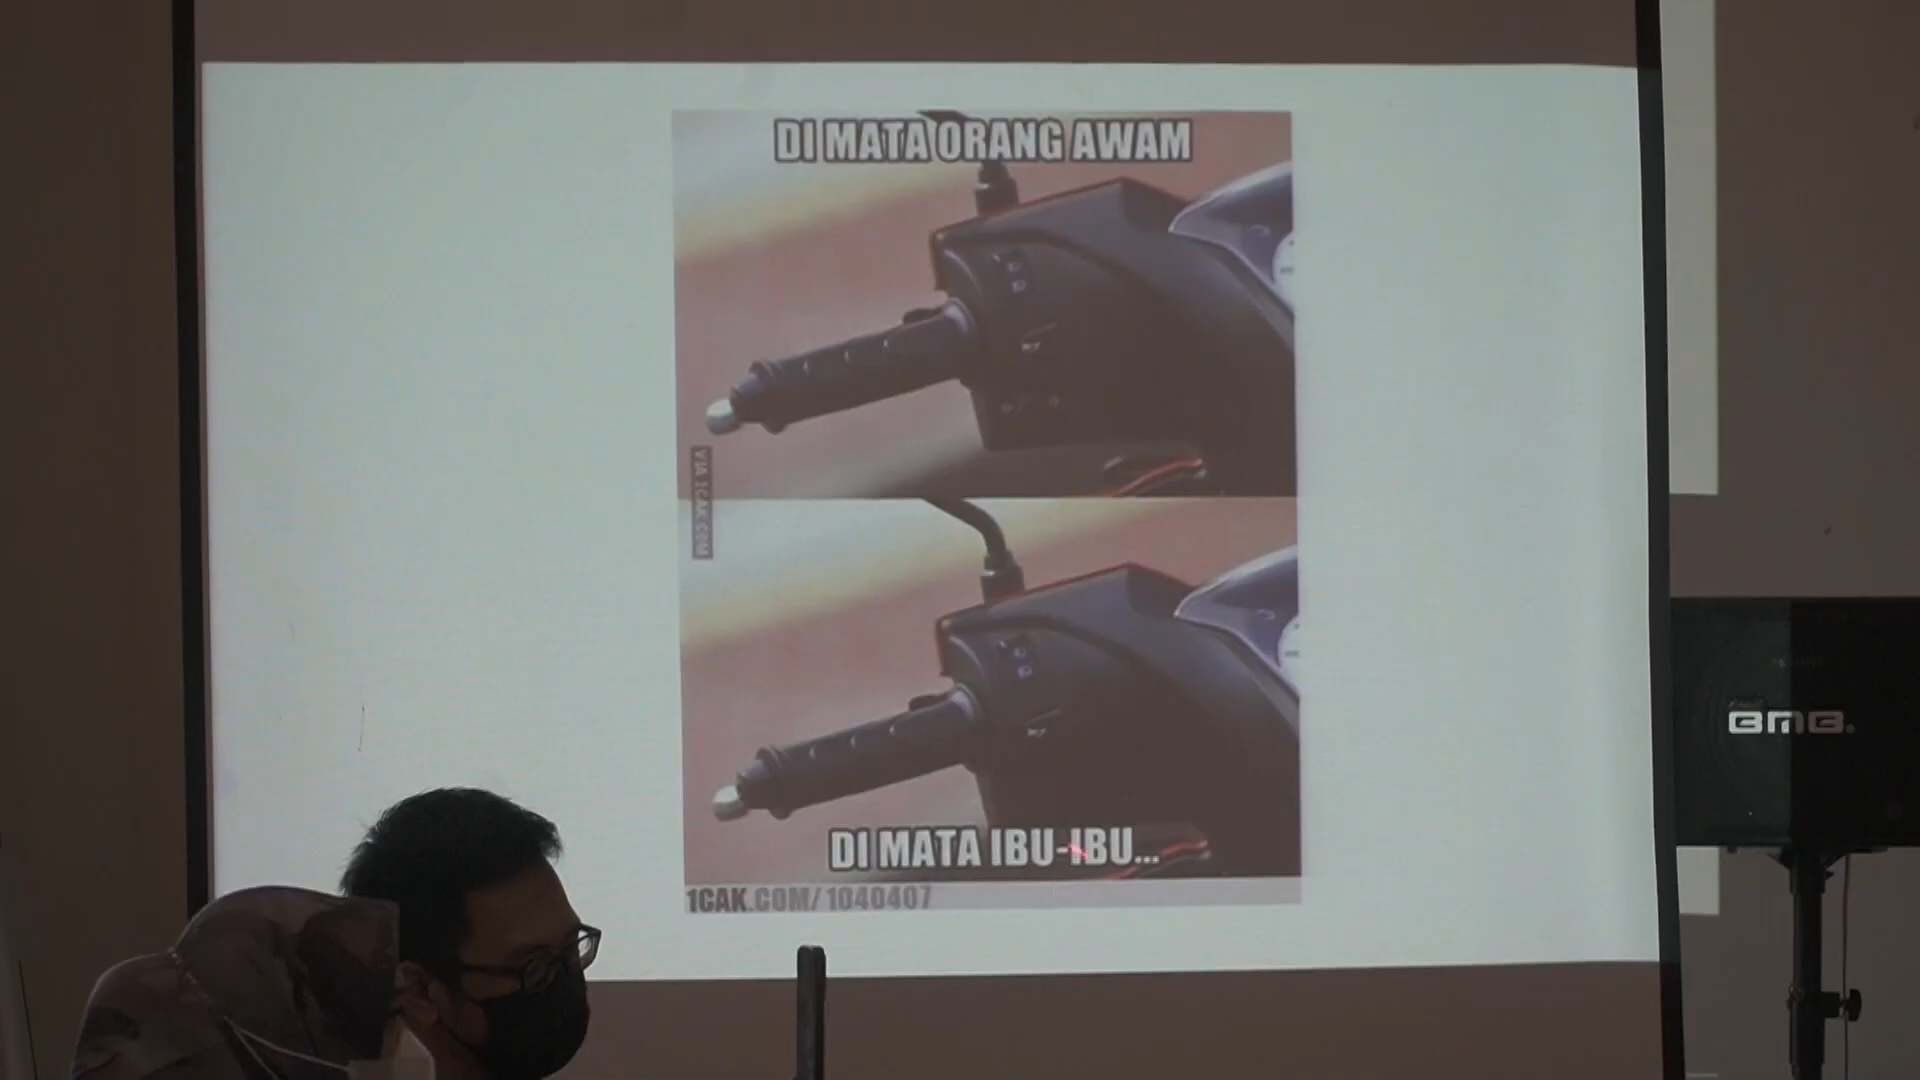 DI MATA ORANG AWAM
VIA 1CAK.COM
DI MATA IBU-IBU...
1CAK.COM/1040407
BMB.